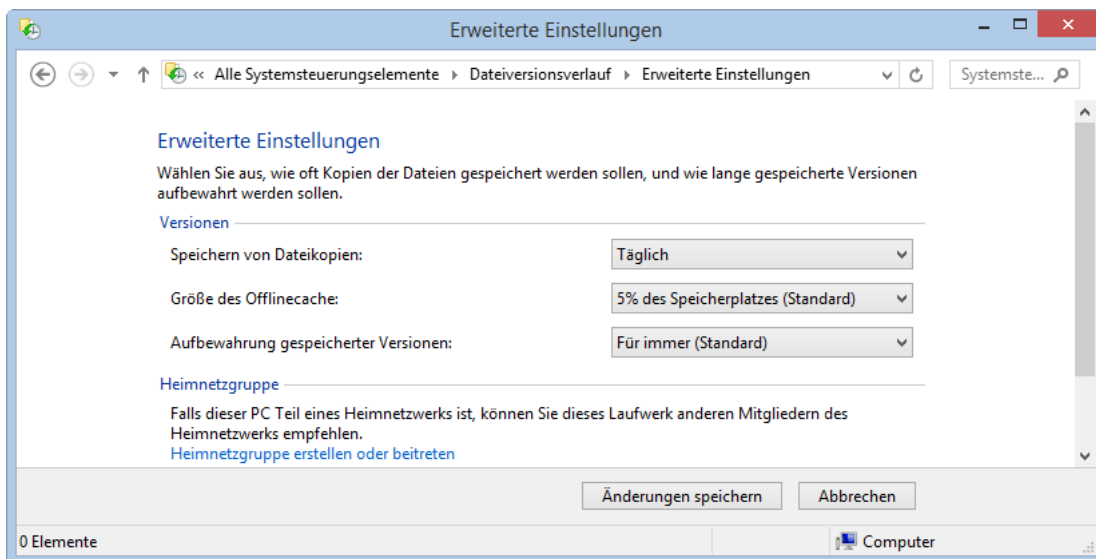 Erweiterte Einstellungen
« Alle Systemsteuerungselemente Dateiversionsverlauf Erweiterte Einstellungen Systemste...
Erweiterte Einstellungen
Wählen Sie aus, wie oft Kopien der Dateien gespeichert werden sollen, und wie lange gespeicherte Versionen
aufbewahrt werden sollen.
Versionen
Speichern von Dateikopien: Täglich
Größe des Offlinecache: 5% des Speicherplatzes (Standard)
Aufbewahrung gespeicherter Versionen: Für immer (Standard)
Heimnetzgruppe
Falls dieser PC Teil eines Heimnetzwerks ist, können Sie dieses Laufwerk anderen Mitgliedern des
Heimnetzwerks empfehlen.
Heimnetzgruppe erstellen oder beitreten
Änderungen speichern Abbrechen
0 Elemente Computer